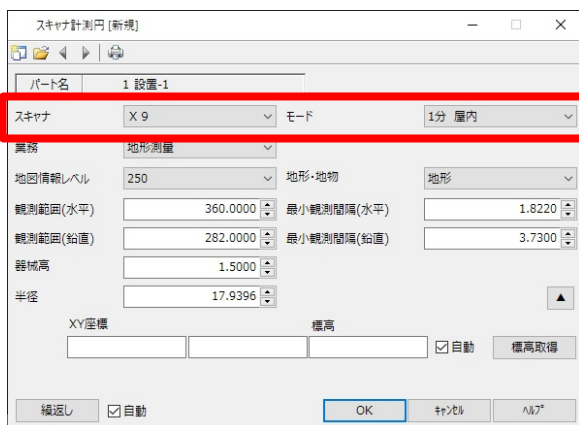 スキャナ計測円 [新規]
パート名 1 設置-1
スキャナ X 9 モード 1分 屋内
業務 地形測量
地図情報レベル 250 地形・地物 地形
観測範囲(水平) 360.0000 最小観測間隔(水平) 1.8220
観測範囲(鉛直) 282.0000 最小観測間隔(鉛直) 3.7300
器械高 1.5000
半径 17.9396 ▲
XY座標 標高
自動 標高取得
繰返し 自動 OK ｷｬﾝｾﾙ ﾍﾙﾌﾟ